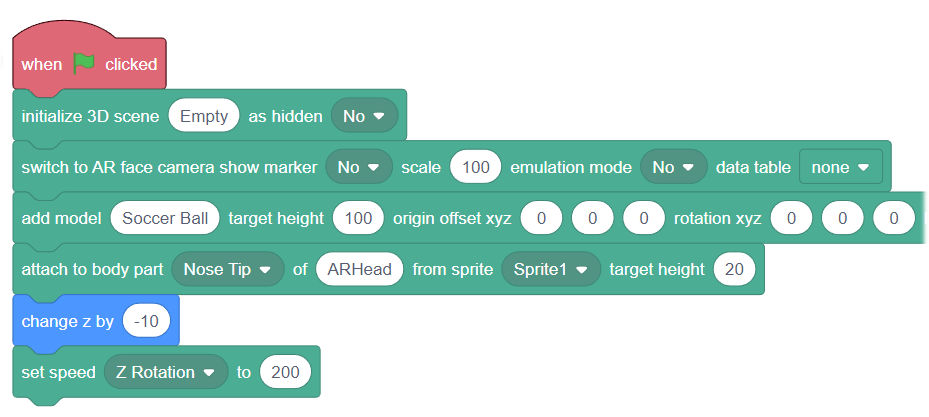 when clicked
initialize 3D scene Empty as hidden No
switch to AR face camera show marker No scale 100 emulation mode No data table none
add model Soccer Ball target height 100 origin offset xyz 0 0 0 rotation xyz 0 0 0
attach to body part Nose Tip of ARHead from sprite Sprite1 target height 20
change z by -10
set speed Z Rotation to 200